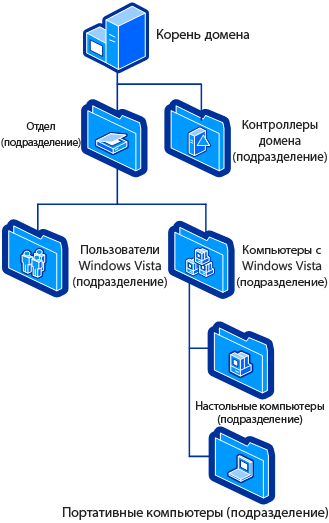 Корень домена
Отдел
(подразделение)
Контроллеры
домена
(подразделение)
Пользователи
Windows Vista
(подразделение)
Компьютеры с
Windows Vista
(подразделение)
Настольные компьютеры
(подразделение)
Портативные компьютеры (подразделение)